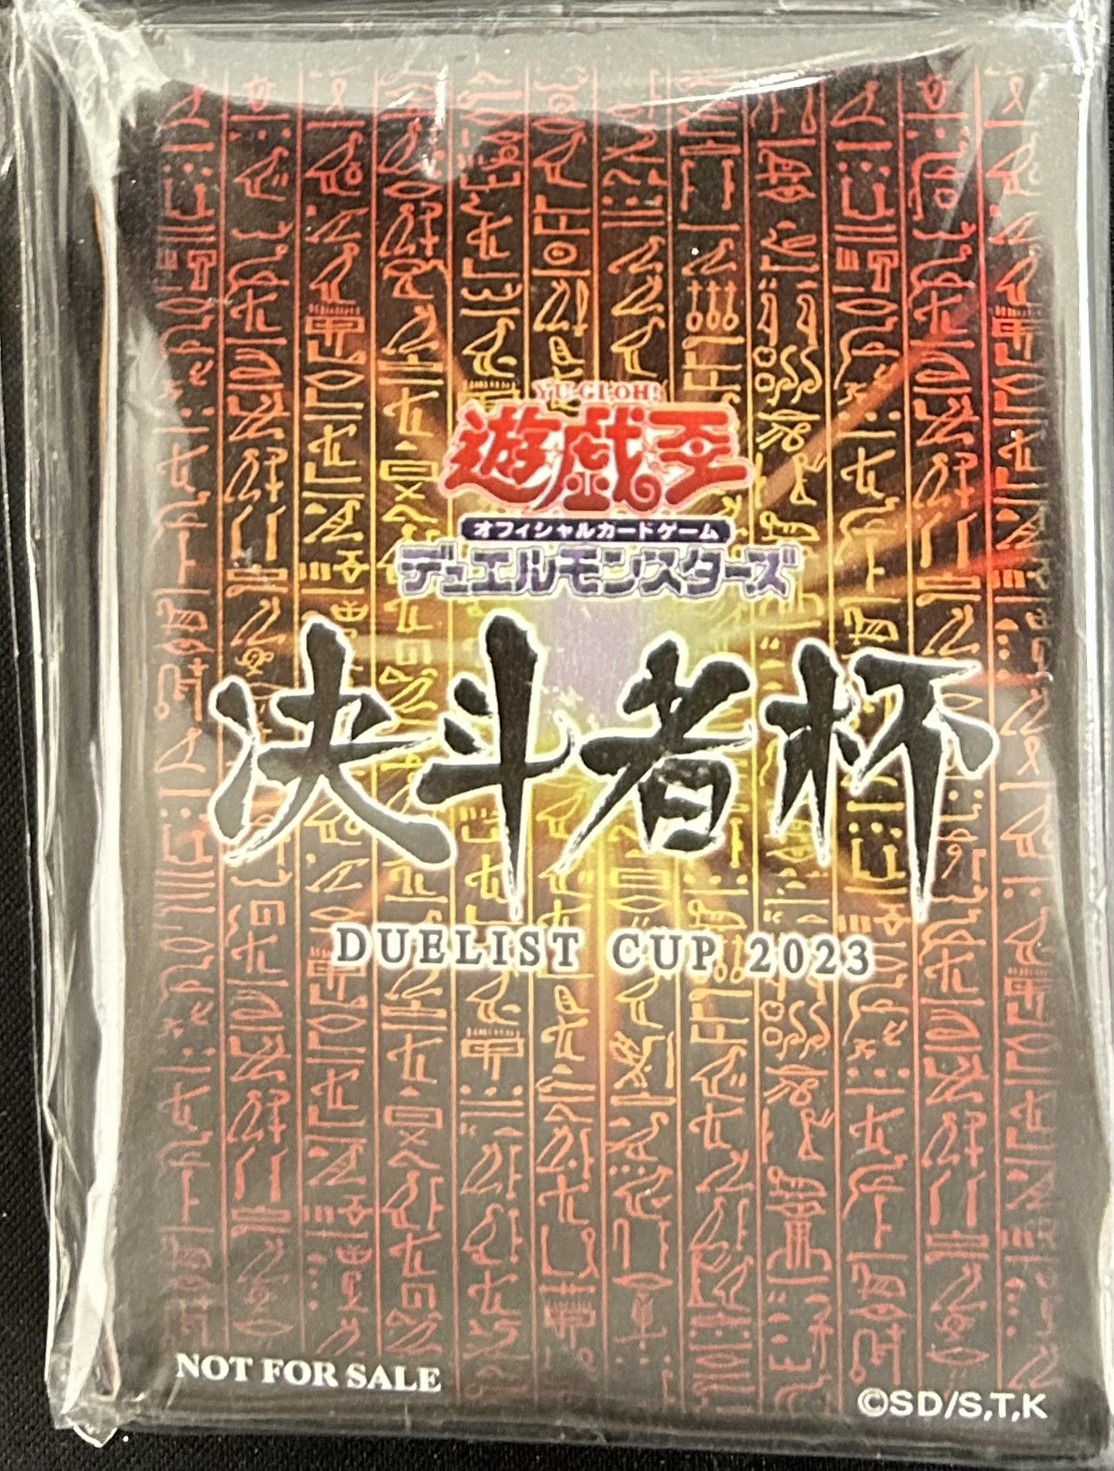 YU-GI-OH!
遊戯王
オフィシャルカードゲーム
デュエルモンスターズ
决斗者杯
DUELIST CUP 2023
NOT FOR SALE
©SD/S,T,K